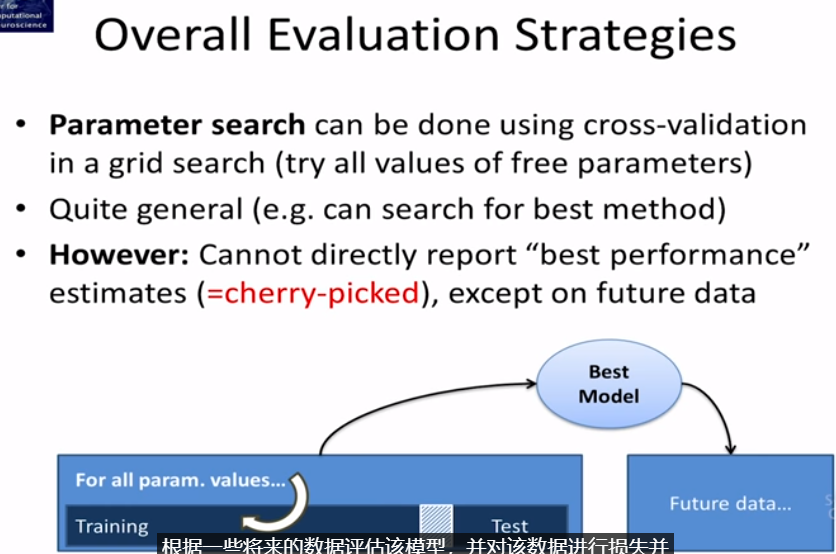 for
mputational
uroscience
Overall Evaluation Strategies
• Parameter search can be done using cross-validation
in a grid search (try all values of free parameters)
• Quite general (e.g. can search for best method)
• However: Cannot directly report “best performance”
estimates (=cherry-picked), except on future data
Best
Model
For all param. values...
Training
Test
Future data...
根据一些将来的数据评估该模型，并对该数据进行损失并